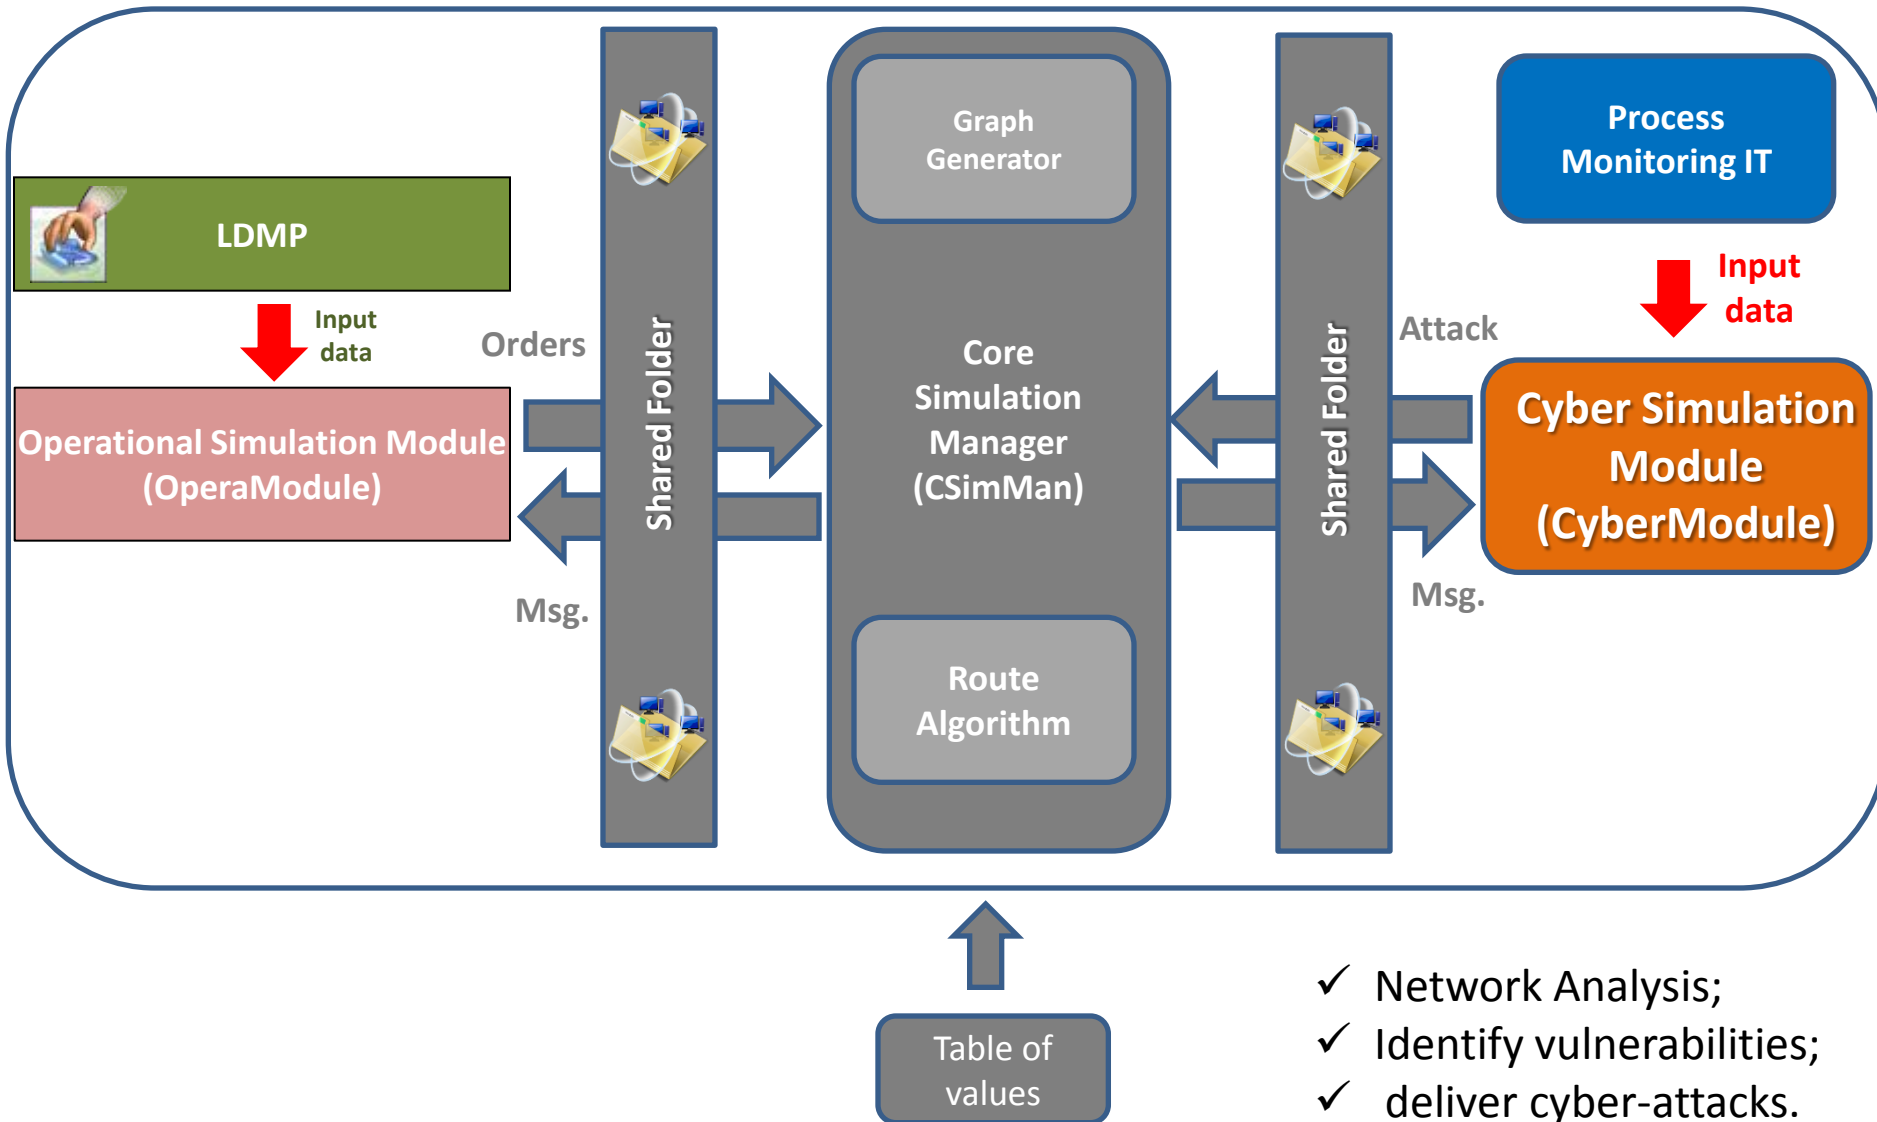 Graph
Generator
Process
Monitoring IT
LDMP
Input
data
Input
data
Orders
Attack
Shared Folder
Core
Simulation
Manager
(CSimMan)
Shared Folder
Operational Simulation Module
(OperaModule)
Cyber Simulation
Module
(CyberModule)
Msg.
Msg.
Route
Algorithm
Table of
values
✓ Network Analysis;
✓ Identify vulnerabilities;
✓ deliver cyber-attacks.